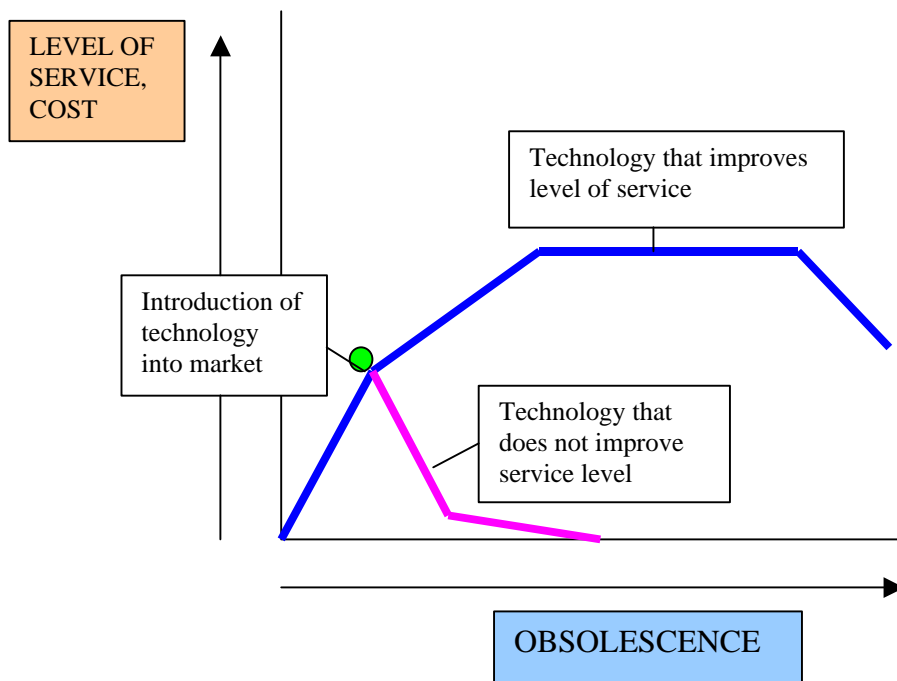 LEVEL OF
SERVICE,
COST
Technology that improves
level of service
Introduction of
technology
into market
Technology that
does not improve
service level
OBSOLESCENCE